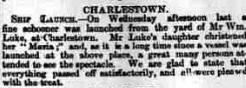 CHARLESTOWN.
SHIP LAUNCH.—On Wednesday afternoon last
fine schooner was launched from the yard of Mr Wm.
Luke, at Charlestown. Mr Luke's daughter christened
her "Maria" and, as it is a long time since a vessel was
launched at the above place, a great many persons at
tended to see the spectacle. We are glad to state that
everything passed off satisfactorily, and all were pleased
with the treat.